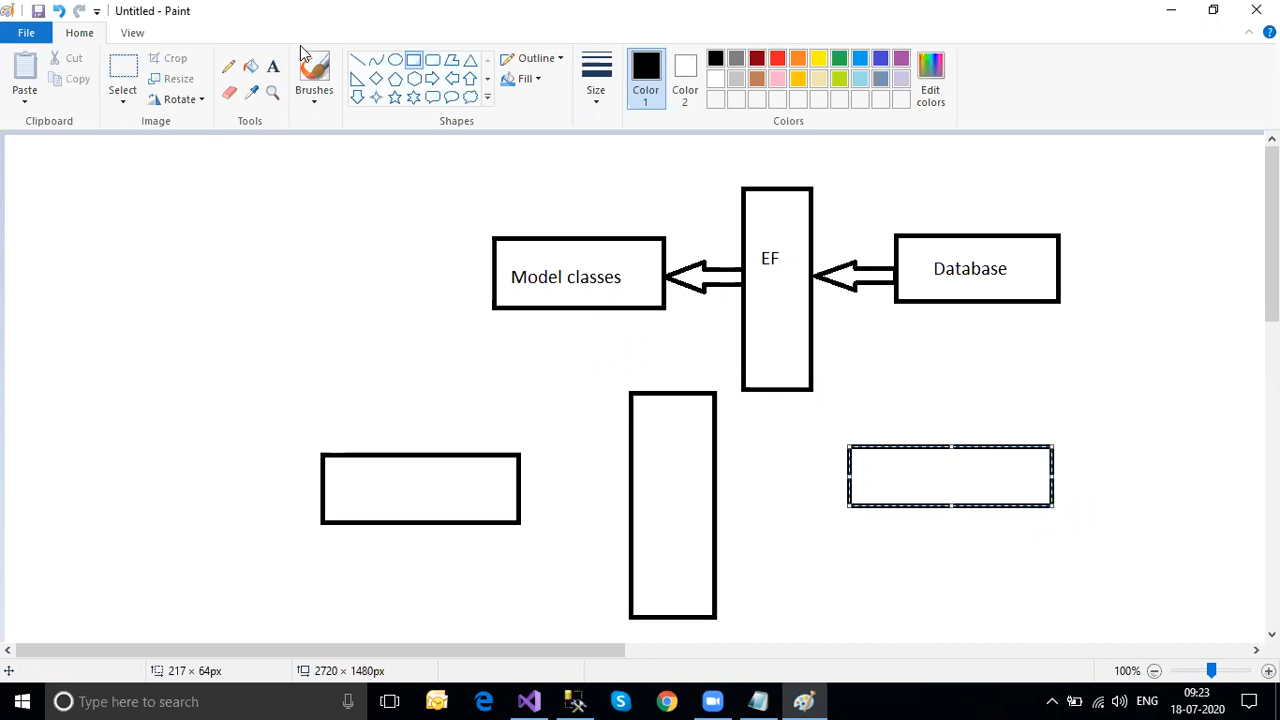 Untitled - Paint
File
Home
View
Paste
Cut
Copy
Clipboard
Select
Crop
Resize
Rotate
Image
Tools
Brushes
Outline
Fill
Shapes
Size
Color 1
Color 2
Edit colors
Colors
Model classes
EF
Database
217 × 64px
2720 × 1480px
100%
Type here to search
ENG
09:23
18-07-2020